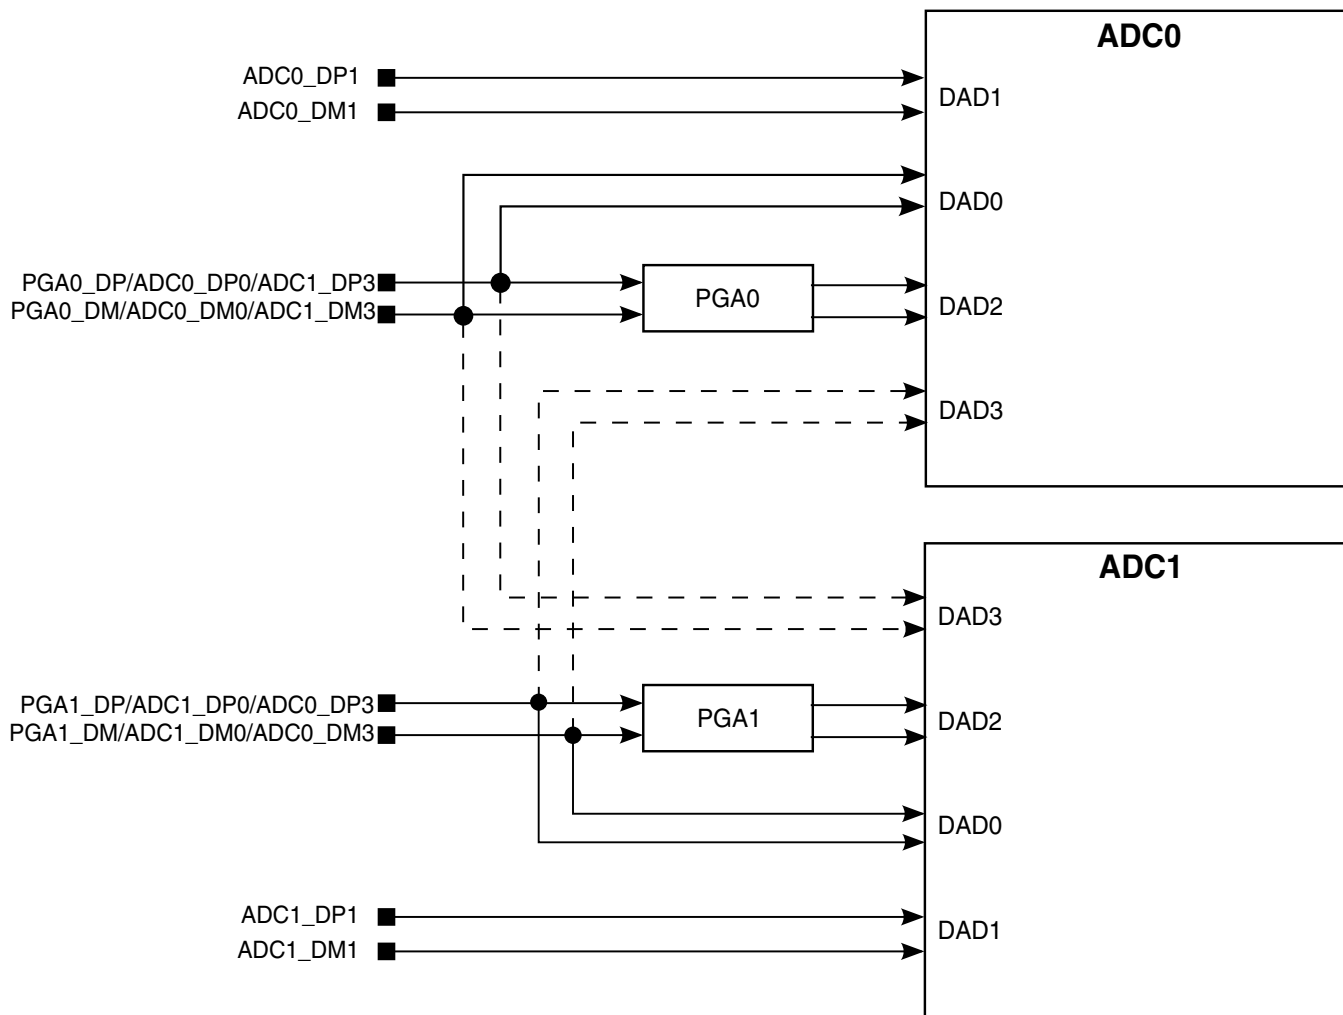 ADC0
ADC0_DP1
DAD1
ADC0_DM1
DAD0
PGA0_DP/ADC0_DP0/ADC1_DP3
PGA0
PGA0_DM/ADC0_DM0/ADC1_DM3
DAD2
DAD3
ADC1
DAD3
PGA1_DP/ADC1_DP0/ADC0_DP3
PGA1
PGA1_DM/ADC1_DM0/ADC0_DM3
DAD2
DAD0
ADC1_DP1
DAD1
ADC1_DM1